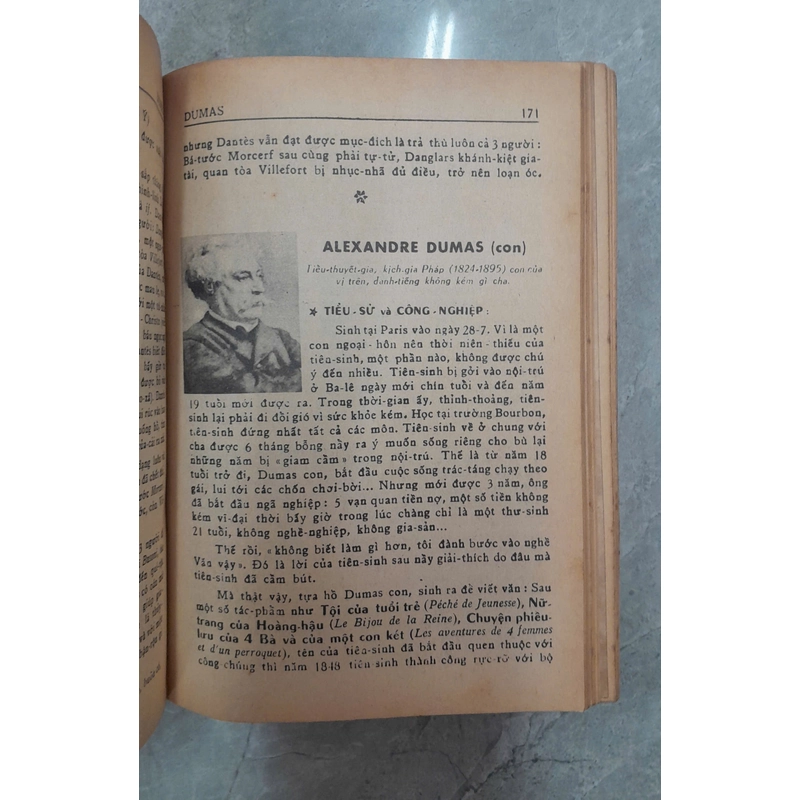 DUMAS 171
nhưng Dantès vẫn đạt được mục-đích là trả thù luôn cả 3 người :
Bá-tước Morcerf sau cùng phải tự-tử, Danglars khánh-kiệt gia-
tài, quan tòa Villefort bị nhục-nhã đủ điều, trở nên loạn óc.
ALEXANDRE DUMAS (con)
Tiểu-thuyết-gia, kịch-gia Pháp (1824-1895) con của
vị trên, danh-tiếng không kém gì cha.
* TIỂU-SỬ và CÔNG-NGHIỆP :
Sinh tại Paris vào ngày 28-7. Vì là một
con ngoại-hôn nên thời niên-thiếu của
tiên-sinh, một phần nào, không được chú
ý đến nhiều. Tiên-sinh bị gởi vào nội-trú
ở Ba-lê ngày mới chín tuổi và đến năm
19 tuổi mới được ra. Trong thời-gian ấy, thỉnh-thoảng, tiên-
sinh lại phải đi đổi gió vì sức khỏe kém. Học tại trường Bourbon,
tiên-sinh đứng nhất tất cả các môn. Tiên-sinh về ở chung với
cha được 6 tháng bỗng nầy ra ý muốn sống riêng cho bù lại
những năm bị «giam cầm» trong nội-trú. Thế là từ năm 18
tuổi trở đi, Dumas con, bắt đầu cuộc sống trác-táng chạy theo
gái, lui tới các chốn chơi-bời... Nhưng mới được 3 năm, ông
đã bắt đầu ngã nghiệp : 5 vạn quan tiền nợ, một số tiền không
kém vĩ-đại thời bấy giờ trong lúc chàng chỉ là một thư-sinh
21 tuổi, không nghề-nghiệp, không gia-sản...
Thế rồi, «không biết làm gì hơn, tôi đành bước vào nghề
Văn vậy». Đó là lời của tiên-sinh sau này giải-thích do đâu mà
tiên-sinh đã cầm bút.
Mà thật vậy, tựa hồ Dumas con, sinh ra để viết văn : Sau
một số tác-phẩm như Tội của tuổi trẻ (Péché de Jeunesse), Nữ-
trang của Hoàng-hậu (Le Bijou de la Reine), Chuyện phiêu-
lưu của 4 Bà và của một con két (Les aventures de 4 femmes
et d'un perroquet), tên của tiên-sinh đã bắt đầu quen thuộc với
công chúng thì năm 1848 tiên-sinh thành công rực-rỡ với bộ